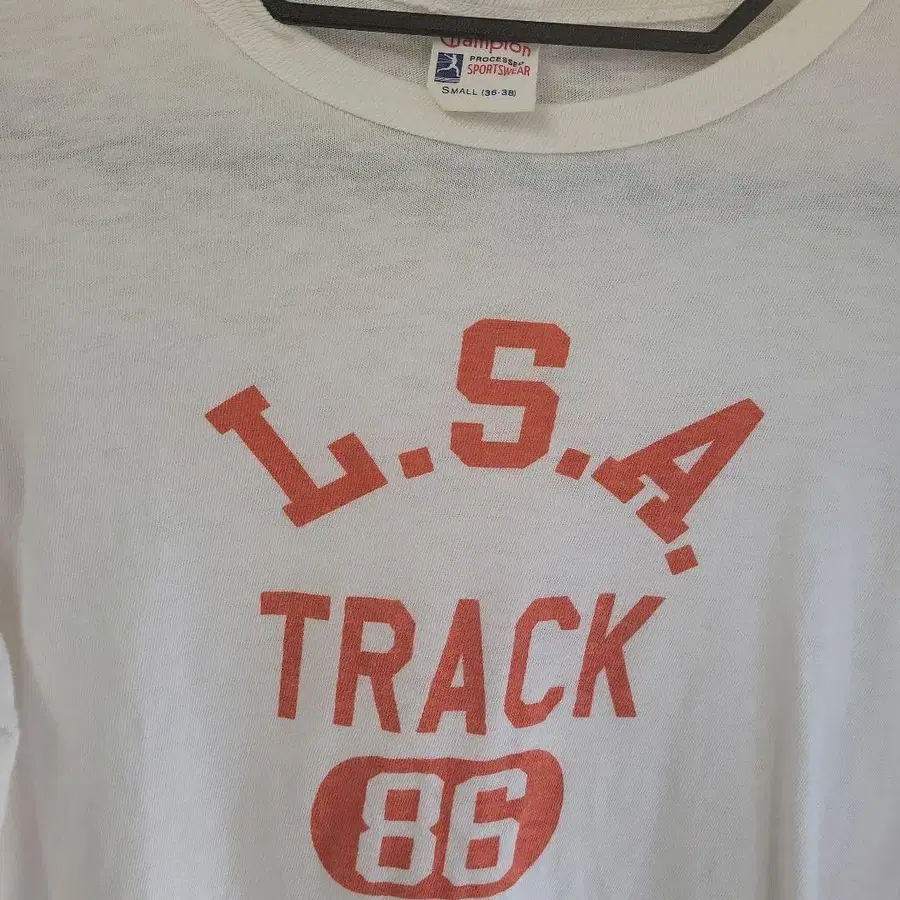 Champion
PROCESSED
SPORTSWEAR
SMALL (36-38)
L.S.A.
TRACK
86